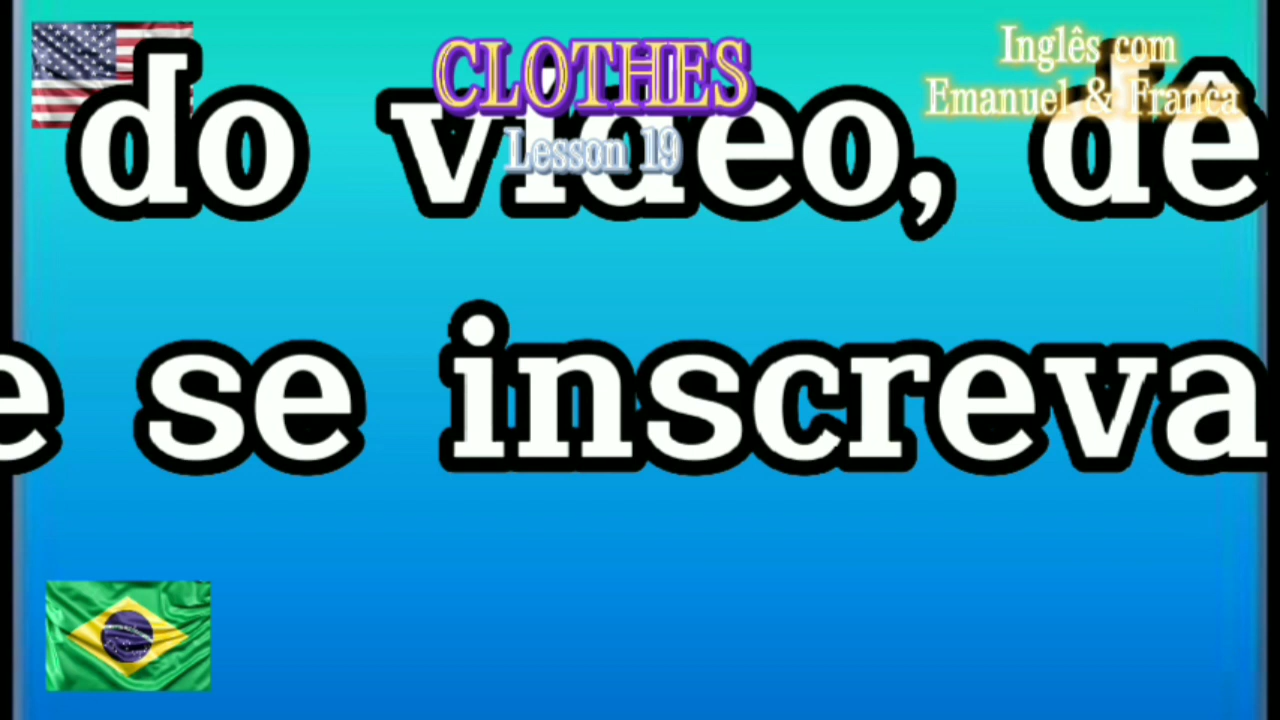 CLOTHES
Lesson 19
Inglês com
Emanuel & França
do vídeo, dê
e se inscreva